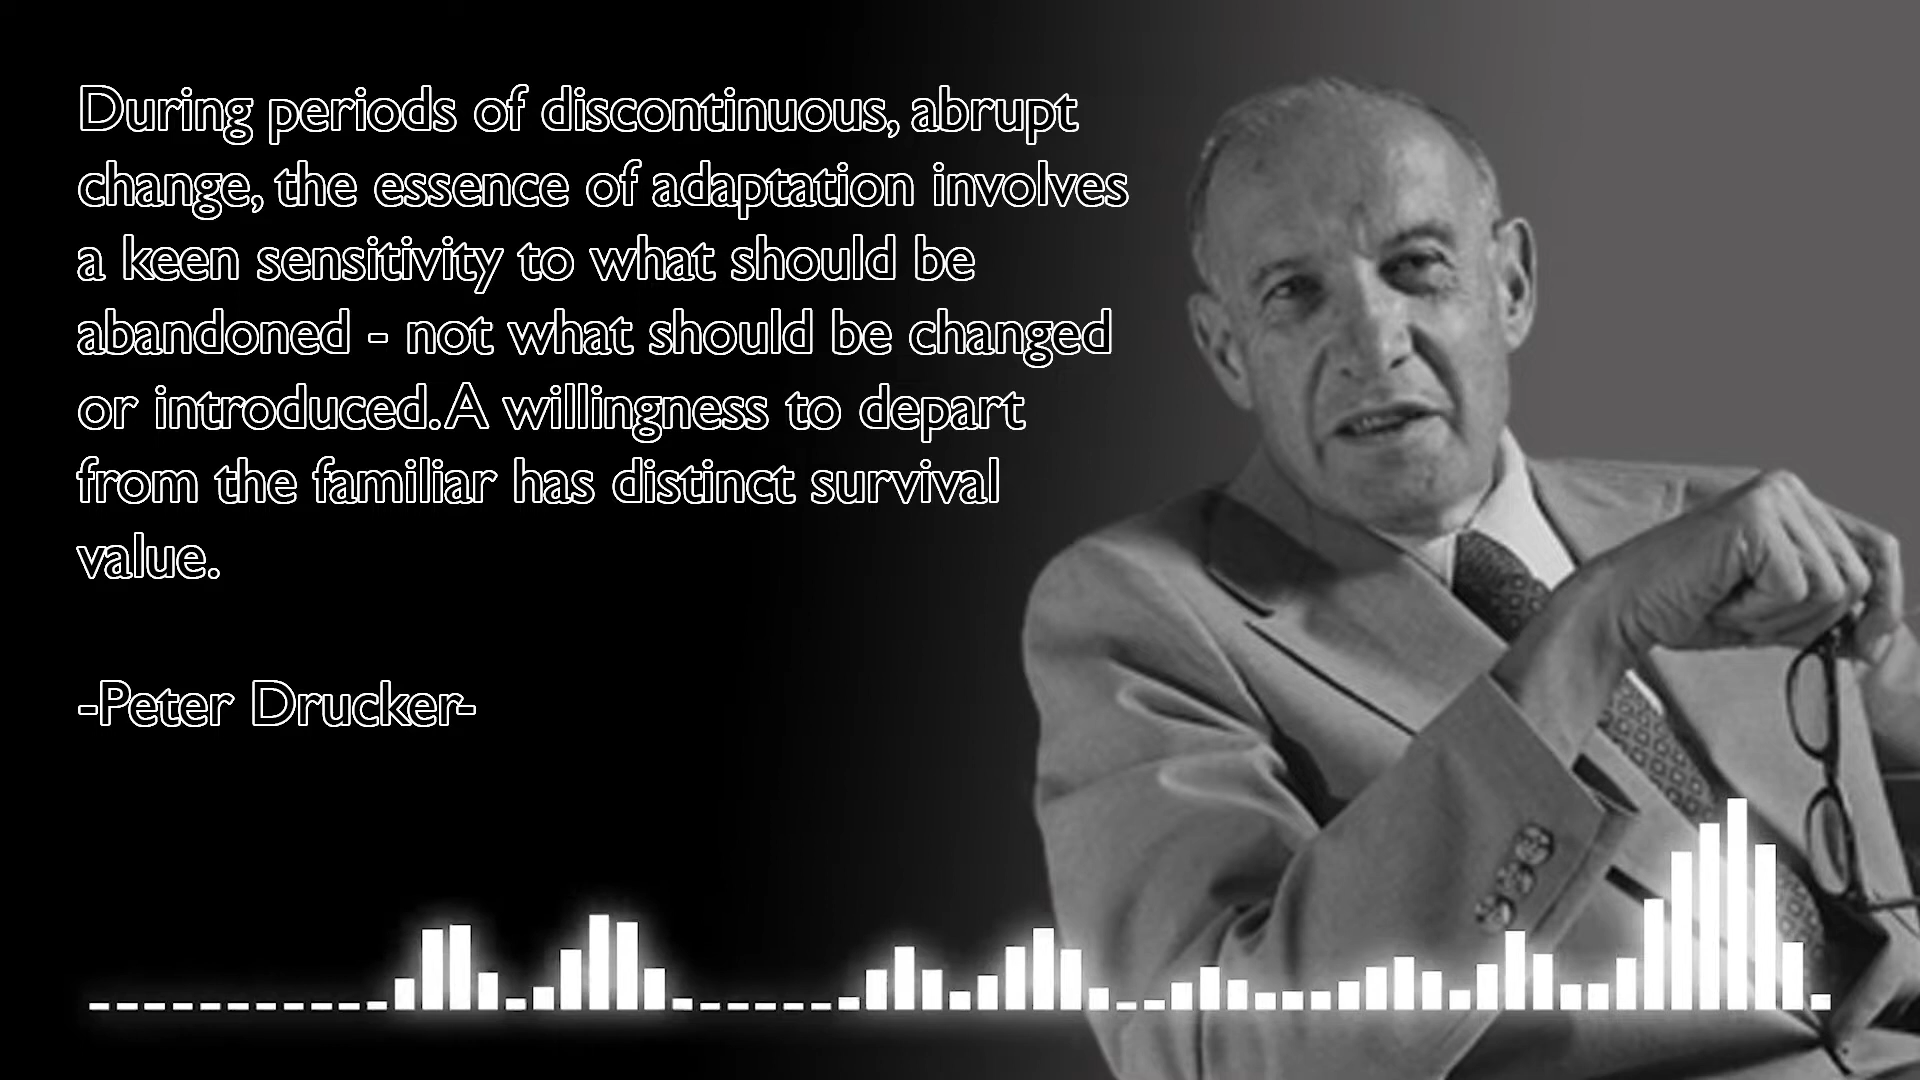 During periods of discontinuous, abrupt
change, the essence of adaptation involves
a keen sensitivity to what should be
abandoned - not what should be changed
or introduced. A willingness to depart
from the familiar has distinct survival
value.
-Peter Drucker-